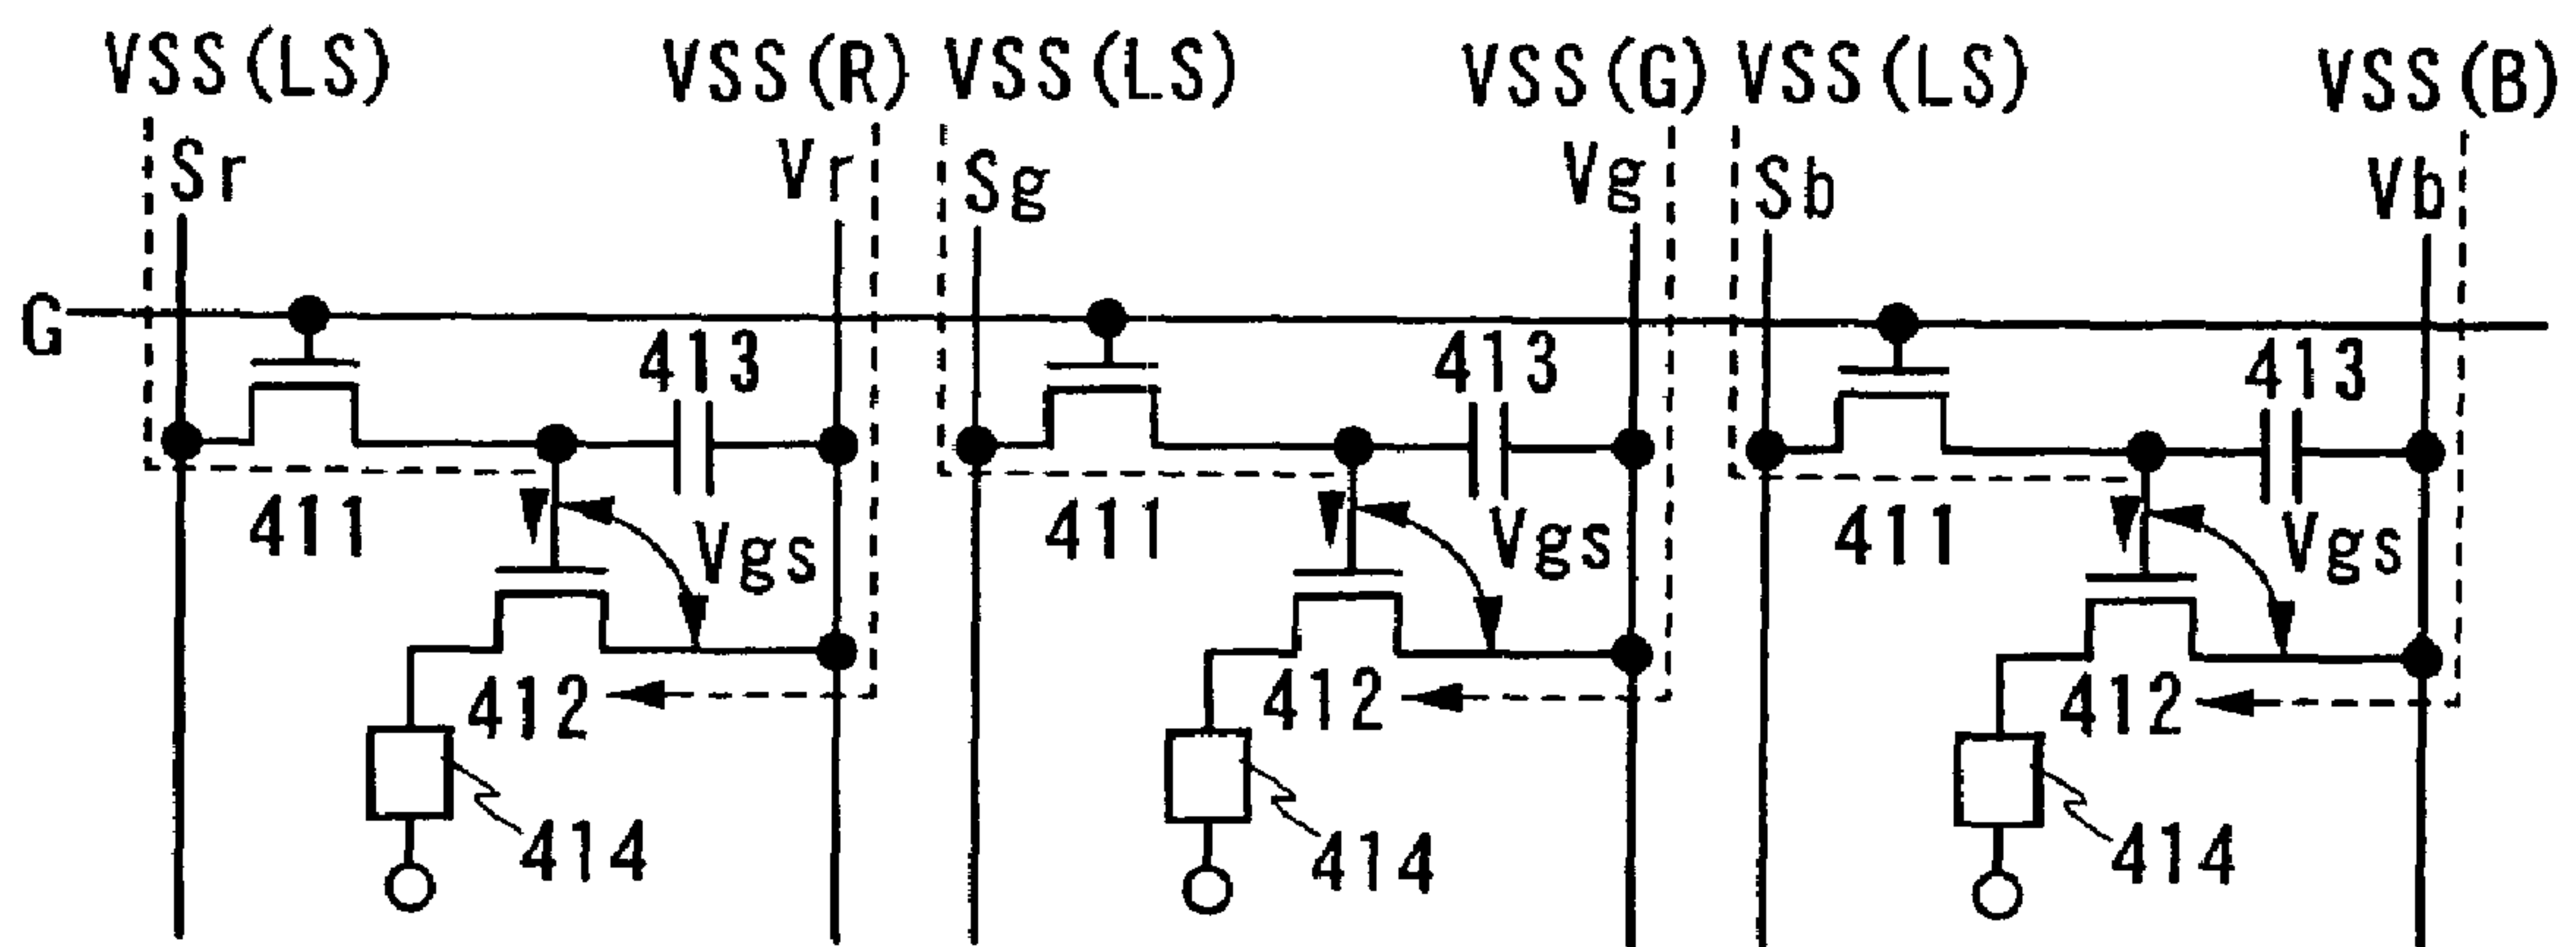 VSS(LS) VSS(R) VSS(LS) VSS(G) VSS(LS) VSS(B)
Sr Vr Sg Vg Sb Vb
G
413 413 413
411 Vgs 411 Vgs 411 Vgs
412 412 412
414 414 414